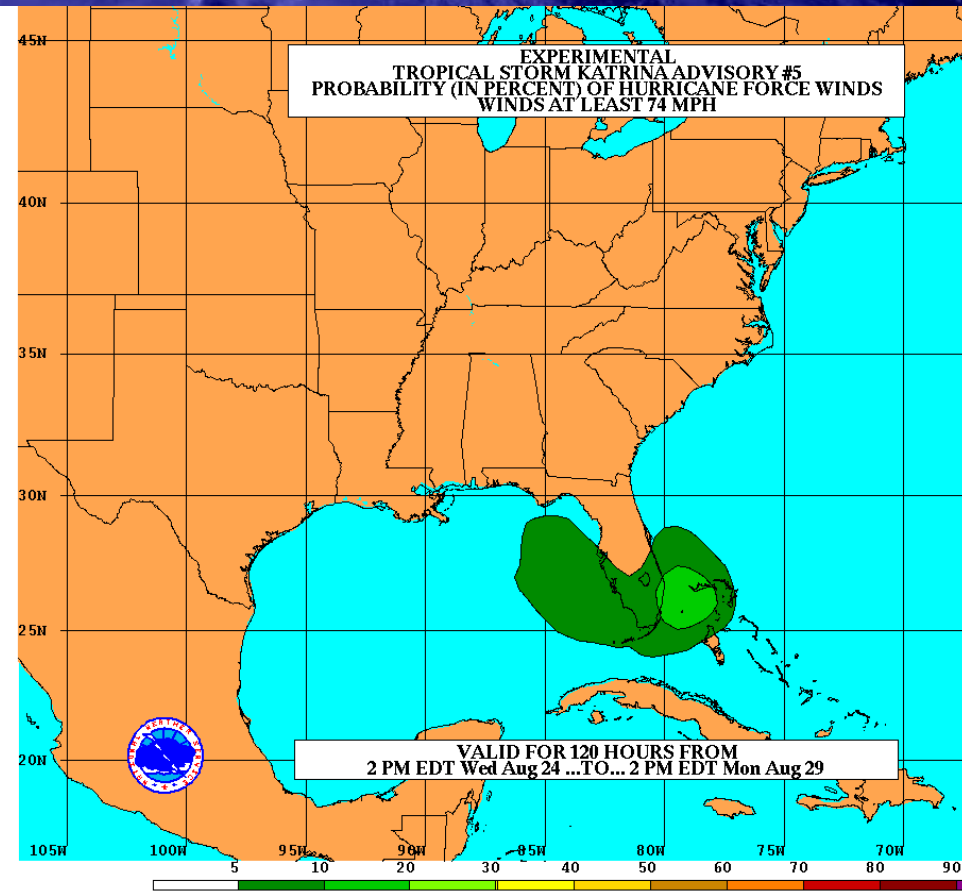 45N
EXPERIMENTAL
TROPICAL STORM KATRINA ADVISORY #5
PROBABILITY (IN PERCENT) OF HURRICANE FORCE WINDS
WINDS AT LEAST 74 MPH
40N
35N
30N
25N
20N
VALID FOR 120 HOURS FROM
2 PM EDT Wed Aug 24 ...TO... 2 PM EDT Mon Aug 29
105W 100W 95W 90W 85W 80W 75W 70W
5 10 20 30 40 50 60 70 80 90